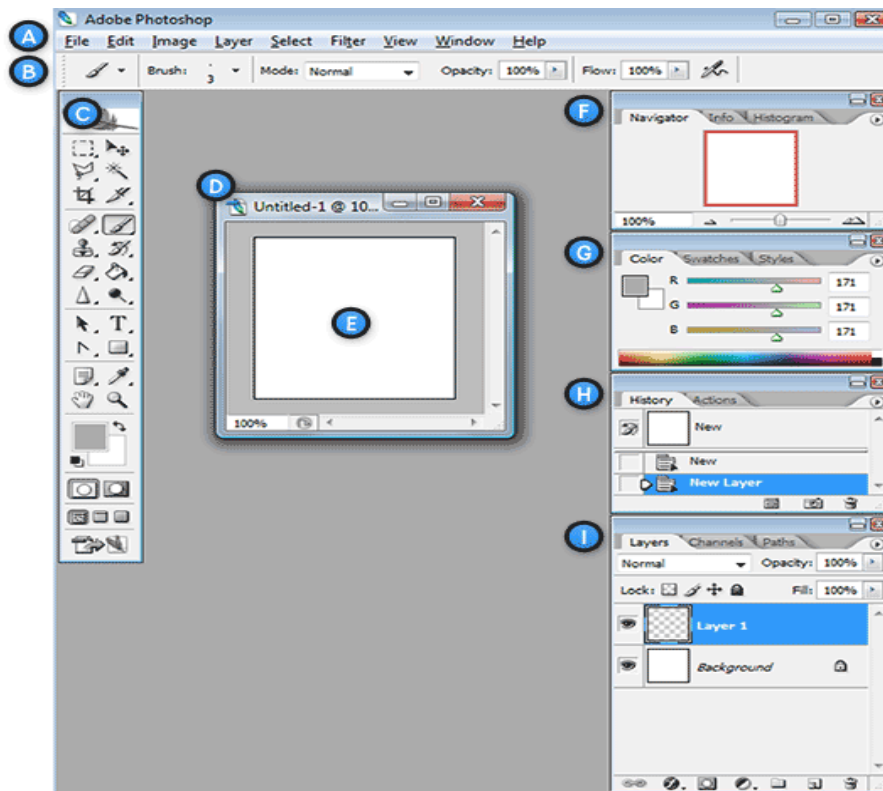 Adobe Photoshop
A
File Edit Image Layer Select Filter View Window Help
B
Brush: 3 Mode: Normal Opacity: 100% Flow: 100%
C
T
D
Untitled-1 @ 10...
E
100%
F
Navigator Info Histogram
100%
G
Color Swatches Styles
R 171
G 171
B 171
H
History Actions
New
New
New Layer
I
Layers Channels Paths
Normal Opacity: 100%
Lock: Fill: 100%
Layer 1
Background